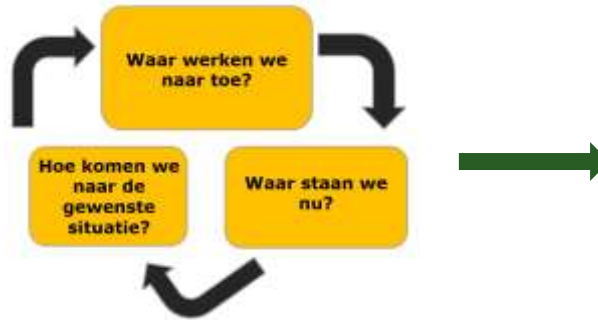 Waar werken we
naar toe?
Hoe komen we
naar de
gewenste
situatie?
Waar staan we
nu?